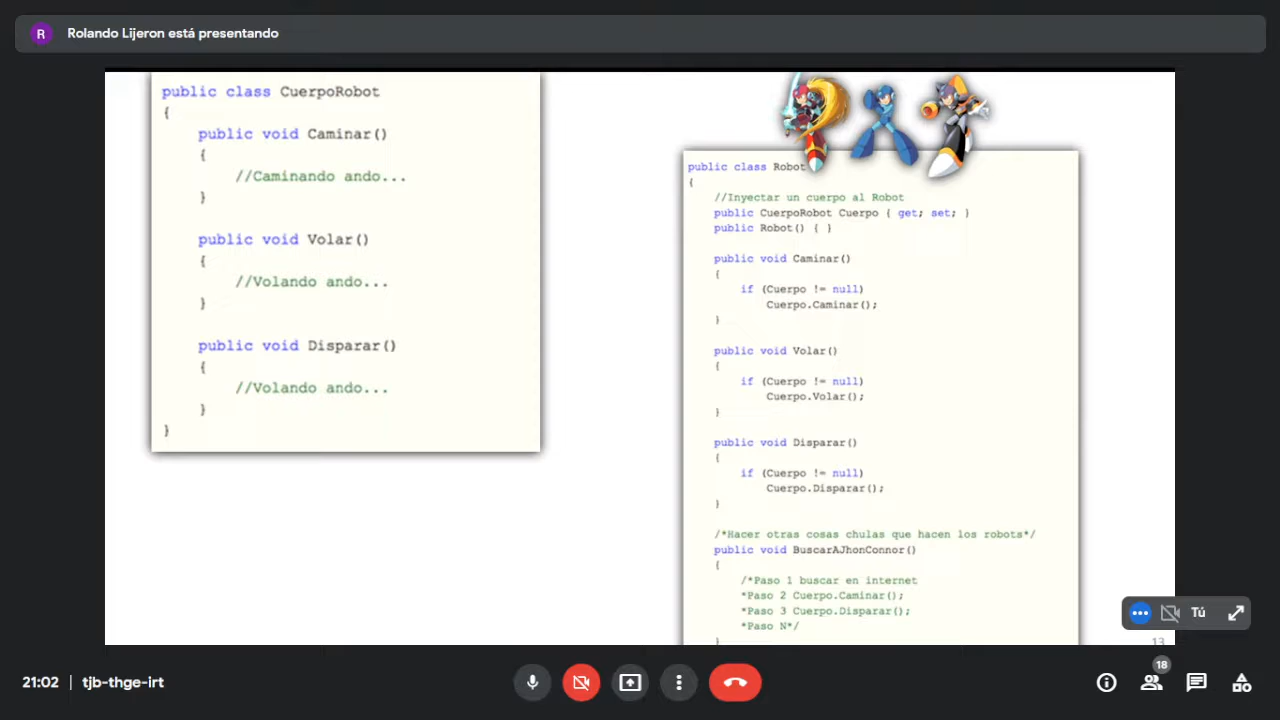 R Rolando Lijeron está presentando
public class CuerpoRobot
{
public void Caminar()
{
//Caminando ando...
}
public void Volar()
{
//Volando ando...
}
public void Disparar()
{
//Volando ando...
}
}
public class Robot
{
//Inyectar un cuerpo al Robot
public CuerpoRobot Cuerpo { get; set; }
public Robot() { }
public void Caminar()
{
if (Cuerpo != null)
Cuerpo.Caminar();
}
public void Volar()
{
if (Cuerpo != null)
Cuerpo.Volar();
}
public void Disparar()
{
if (Cuerpo != null)
Cuerpo.Disparar();
}
/*Hacer otras cosas chulas que hacen los robots*/
public void BuscarAJhonConnor()
{
/*Paso 1 buscar en internet
*Paso 2 Cuerpo.Caminar();
*Paso 3 Cuerpo.Disparar();
*Paso N*/
}
13
Tú
21:02 | tjb-thge-irt
18